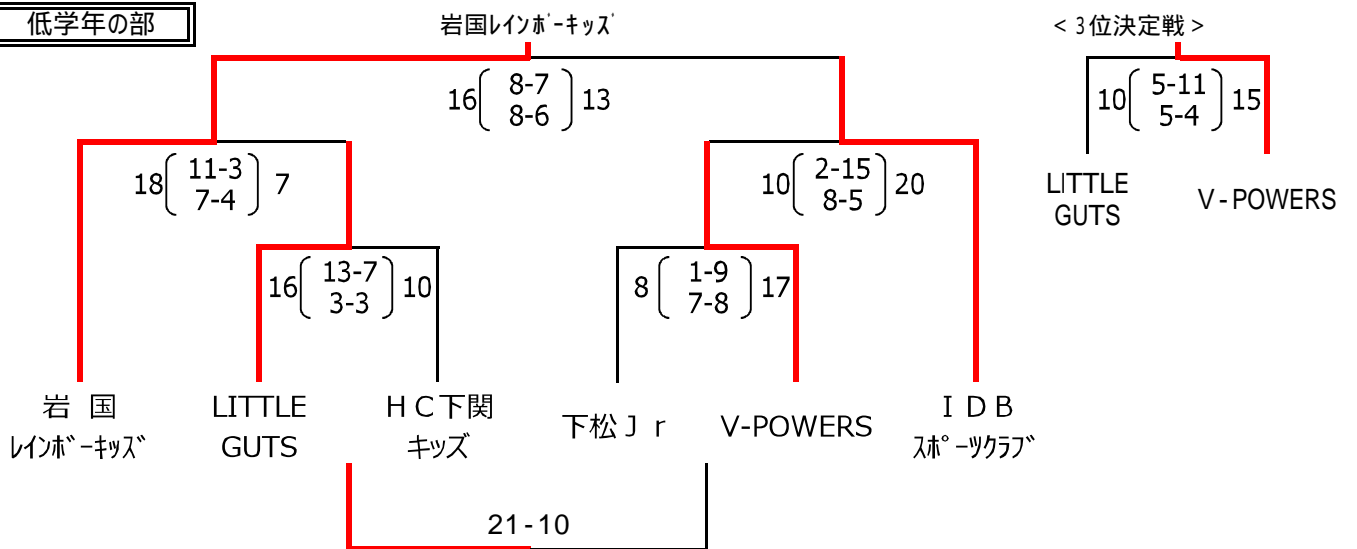 低学年の部
岩国ﾚｲﾝﾎﾞｰｷｯｽﾞ
< 3位決定戦 >
16 8-7 13
8-6
10 5-11 15
5-4
18 11-3 7
7-4
10 2-15 20
8-5
LITTLE
GUTS
V-POWERS
16 13-7 10
3-3
8 1-9 17
7-8
岩 国
ﾚｲﾝﾎﾞｰｷｯｽﾞ
LITTLE
GUTS
ＨＣ下関
キッズ
下松Ｊｒ
V-POWERS
ＩＤＢ
ｽﾎﾟｰﾂｸﾗﾌﾞ
21-10